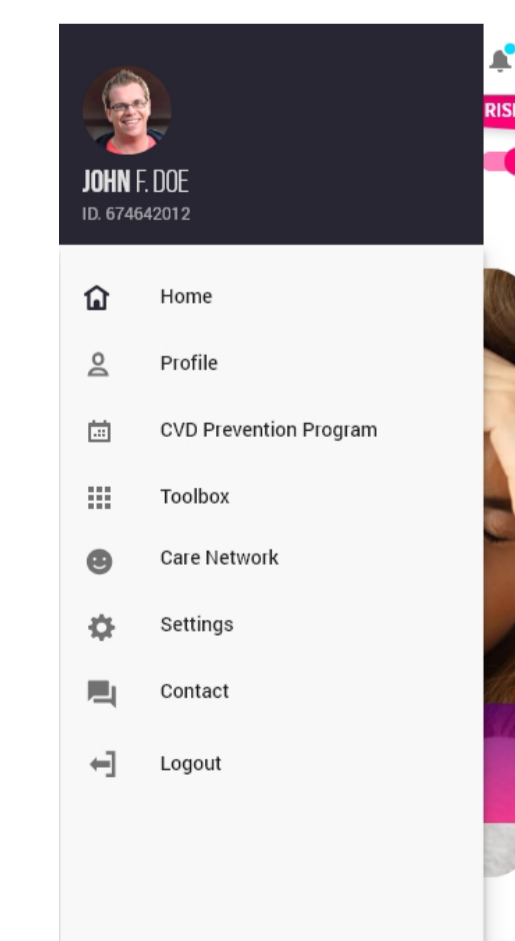 JOHN F. DOE
ID. 674642012
Home
Profile
CVD Prevention Program
Toolbox
Care Network
Settings
Contact
Logout